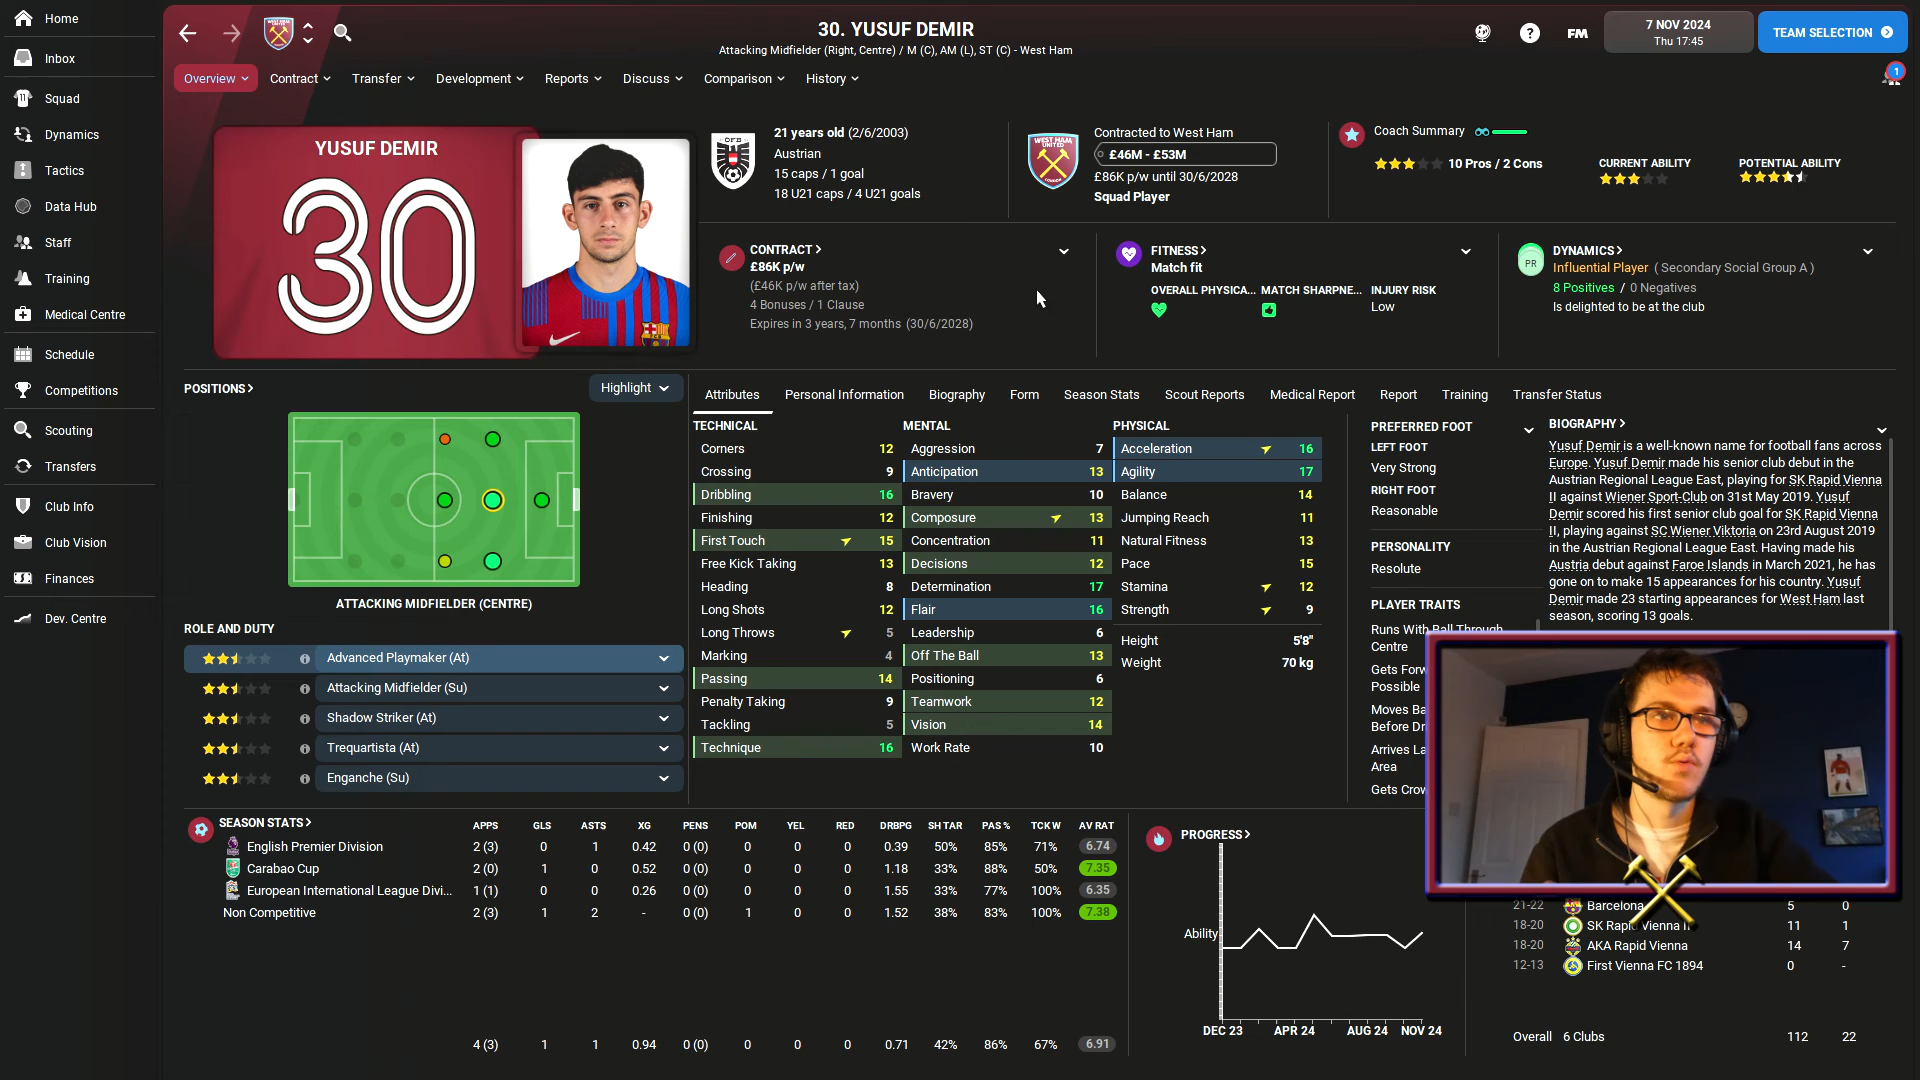 Home
Inbox
Squad
Dynamics
Tactics
Data Hub
Staff
Training
Medical Centre
Schedule
Competitions
Scouting
Transfers
Club Info
Club Vision
Finances
Dev. Centre
30. YUSUF DEMIR
Attacking Midfielder (Right, Centre) / M (C), AM (L), ST (C) - West Ham
FM
7 NOV 2024
Thu 17:45
TEAM SELECTION
Overview Contract Transfer Development Reports Discuss Comparison History
1
YUSUF DEMIR
30
21 years old (2/6/2003)
Austrian
15 caps / 1 goal
18 U21 caps / 4 U21 goals
Contracted to West Ham
£46M - £53M
£86K p/w until 30/6/2028
Squad Player
Coach Summary
10 Pros / 2 Cons
CURRENT ABILITY
POTENTIAL ABILITY
CONTRACT
£86K p/w
(£46K p/w after tax)
4 Bonuses / 1 Clause
Expires in 3 years, 7 months (30/6/2028)
FITNESS
Match fit
OVERALL PHYSICA... MATCH SHARPNE... INJURY RISK
Low
PR
DYNAMICS
Influential Player ( Secondary Social Group A )
8 Positives / 0 Negatives
Is delighted to be at the club
POSITIONS
Highlight
ATTACKING MIDFIELDER (CENTRE)
ROLE AND DUTY
Advanced Playmaker (At)
Attacking Midfielder (Su)
Shadow Striker (At)
Trequartista (At)
Enganche (Su)
Attributes Personal Information Biography Form Season Stats Scout Reports Medical Report Report Training Transfer Status
TECHNICAL
Corners 12
Crossing 9
Dribbling 16
Finishing 12
First Touch 15
Free Kick Taking 13
Heading 8
Long Shots 12
Long Throws 5
Marking 4
Passing 14
Penalty Taking 9
Tackling 5
Technique 16
MENTAL
Aggression 7
Anticipation 13
Bravery 10
Composure 13
Concentration 11
Decisions 12
Determination 17
Flair 16
Leadership 6
Off The Ball 13
Positioning 6
Teamwork 12
Vision 14
Work Rate 10
PHYSICAL
Acceleration 16
Agility 17
Balance 14
Jumping Reach 11
Natural Fitness 13
Pace 15
Stamina 12
Strength 9
Height 5'8"
Weight 70 kg
PREFERRED FOOT
LEFT FOOT
Very Strong
RIGHT FOOT
Reasonable
PERSONALITY
Resolute
PLAYER TRAITS
Runs With Ball Through
Centre
Gets Forw
Possible
Moves Ba
Before Dr
Arrives La
Area
Gets Crow
BIOGRAPHY
Yusuf Demir is a well-known name for football fans across
Europe. Yusuf Demir made his senior club debut in the
Austrian Regional League East, playing for SK Rapid Vienna
II against Wiener Sport-Club on 31st May 2019. Yusuf
Demir scored his first senior club goal for SK Rapid Vienna
II, playing against SC Wiener Viktoria on 23rd August 2019
in the Austrian Regional League East. Having made his
Austria debut against Faroe Islands in March 2021, he has
gone on to make 15 appearances for his country. Yusuf
Demir made 23 starting appearances for West Ham last
season, scoring 13 goals.
SEASON STATS APPS GLS ASTS XG PENS POM YEL RED DRBPG SH TAR PAS % TCK W AV RAT
English Premier Division 2 (3) 0 1 0.42 0 (0) 0 0 0 0.39 50% 85% 71% 6.74
Carabao Cup 2 (0) 1 0 0.52 0 (0) 0 0 0 1.18 33% 88% 50% 7.35
European International League Divi... 1 (1) 0 0 0.26 0 (0) 0 0 0 1.55 33% 77% 100% 6.35
Non Competitive 2 (3) 1 2 - 0 (0) 1 0 0 1.52 38% 83% 100% 7.38
4 (3) 1 1 0.94 0 (0) 0 0 0 0.71 42% 86% 67% 6.91
PROGRESS
Ability
DEC 23 APR 24 AUG 24 NOV 24
21-22 Barcelona 5 0
18-20 SK Rapid Vienna II 11 1
18-20 AKA Rapid Vienna 14 7
12-13 First Vienna FC 1894 0 -
Overall 6 Clubs 112 22